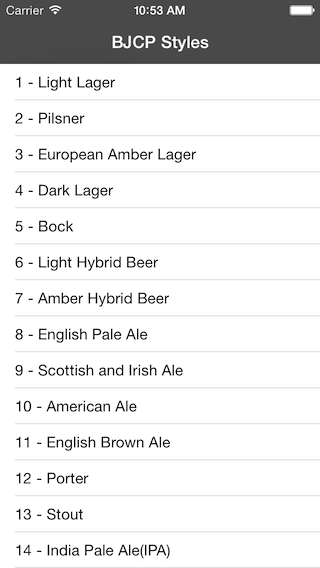 Carrier 10:53 AM
BJCP Styles
1 - Light Lager
2 - Pilsner
3 - European Amber Lager
4 - Dark Lager
5 - Bock
6 - Light Hybrid Beer
7 - Amber Hybrid Beer
8 - English Pale Ale
9 - Scottish and Irish Ale
10 - American Ale
11 - English Brown Ale
12 - Porter
13 - Stout
14 - India Pale Ale(IPA)